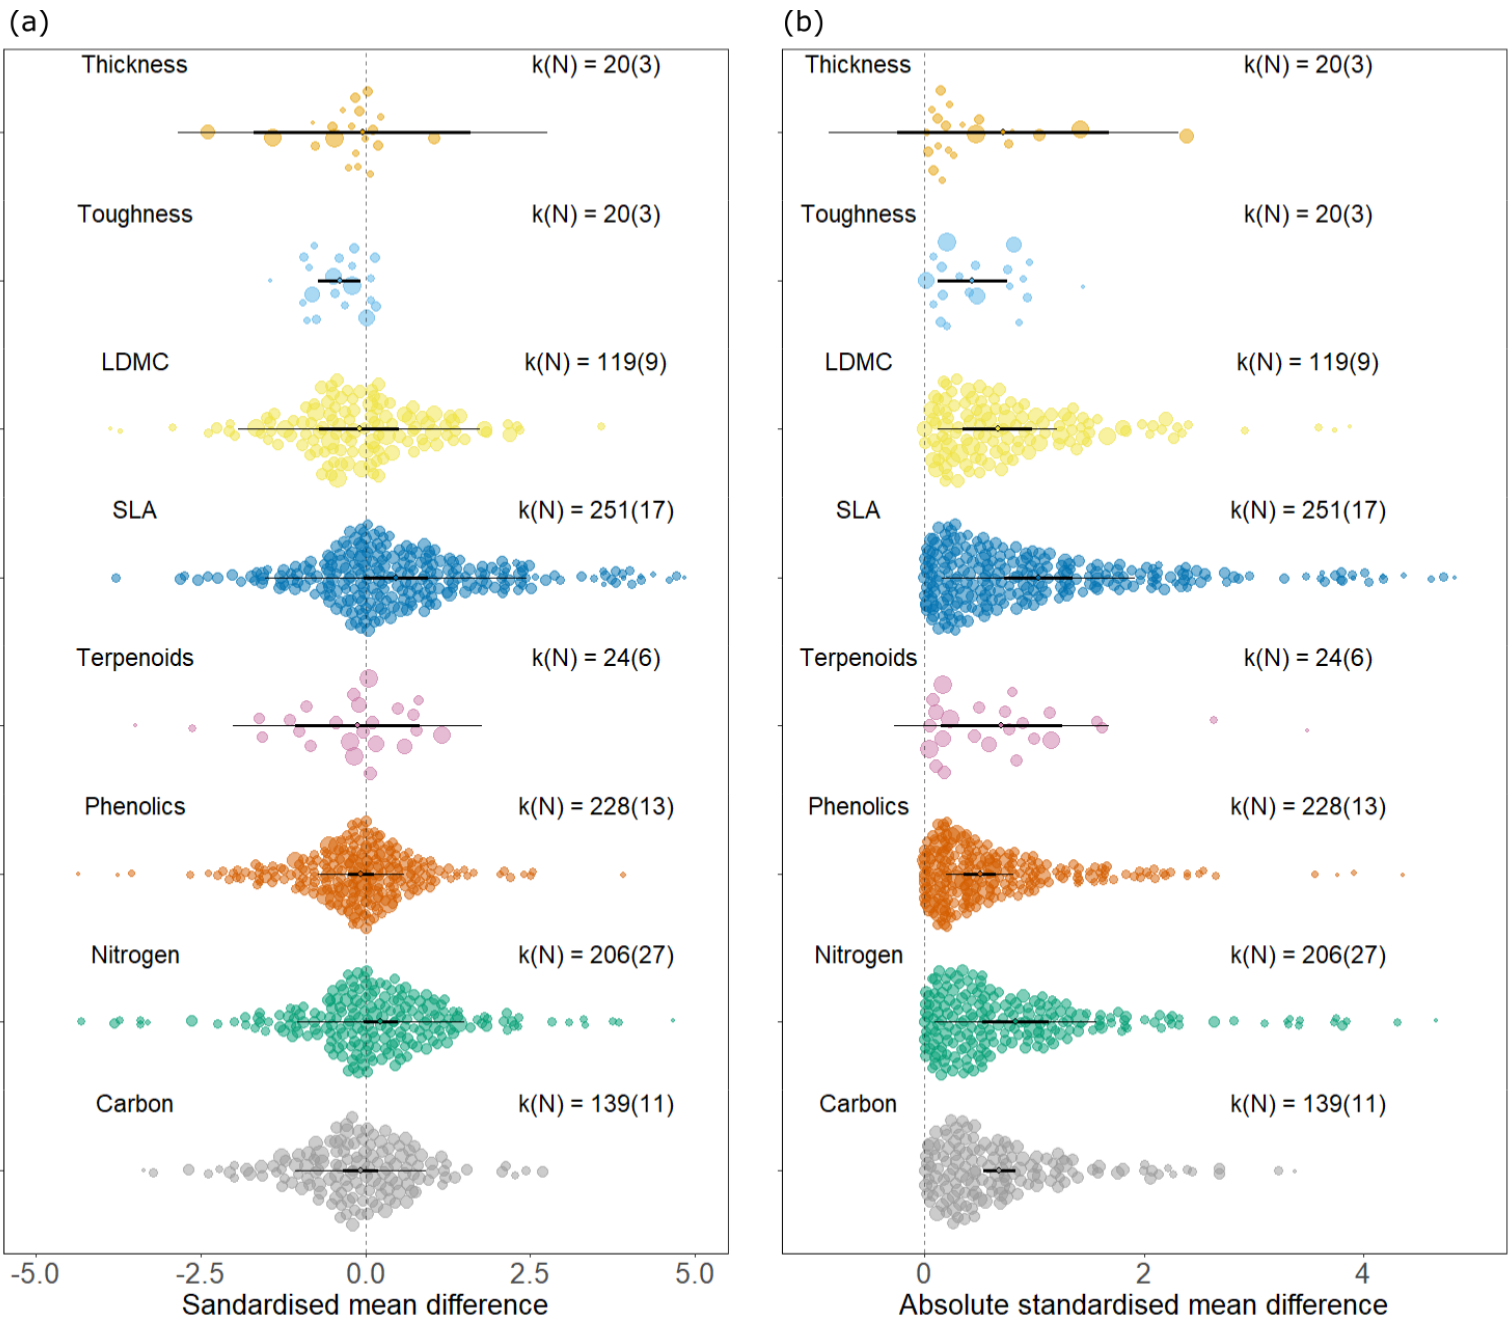 (a)
(b)
Thickness k(N) = 20(3)
Thickness k(N) = 20(3)
Toughness k(N) = 20(3)
Toughness k(N) = 20(3)
LDMC k(N) = 119(9)
LDMC k(N) = 119(9)
SLA k(N) = 251(17)
SLA k(N) = 251(17)
Terpenoids k(N) = 24(6)
Terpenoids k(N) = 24(6)
Phenolics k(N) = 228(13)
Phenolics k(N) = 228(13)
Nitrogen k(N) = 206(27)
Nitrogen k(N) = 206(27)
Carbon k(N) = 139(11)
Carbon k(N) = 139(11)
-5.0 -2.5 0.0 2.5 5.0
0 2 4
Sandardised mean difference
Absolute standardised mean difference